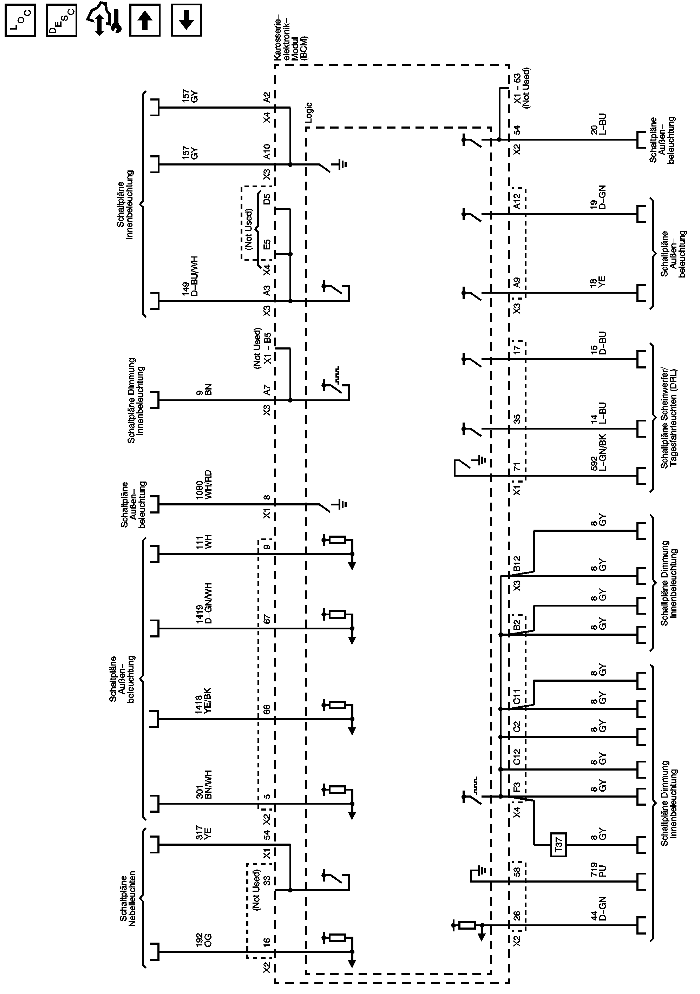 LOC
DESC
Karosserie–
elektronik–
Modul
(BCM)
Logic
Schaltpläne
Innenbeleuchtung
157
GY
A2
X4
157
GY
A10
X3
D5
(Not Used)
E5
X4
149
D–BU/WH
A3
X3
Schaltpläne Dimmung
Innenbeleuchtung
(Not Used)
X1 – B5
9
BN
A7
X3
Schaltpläne
Außen–
beleuchtung
1080
WH/RD
8
X1
Schaltpläne
Außen–
beleuchtung
111
WH
9
1419
D–GN/WH
67
1418
YE/BK
66
301
BN/WH
5
X2
Schaltpläne
Nebelleuchten
317
YE
54
X1
33
(Not Used)
192
OG
16
X2
X1 – 63
(Not Used)
54
X2
20
L–BU
Schaltpläne
Außen–
beleuchtung
A12
19
D–GN
A9
X3
18
YE
Schaltpläne
Außen–
beleuchtung
17
15
D–BU
35
14
L–BU
71
X1
592
L–GN/BK
Schaltpläne Scheinwerfer/
Tagesfahrleuchten (DRL)
8
GY
B12
X3
8
GY
8
GY
B2
8
GY
Schaltpläne Dimmung
Innenbeleuchtung
8
GY
C11
8
GY
C2
8
GY
C12
8
GY
F3
X4
8
GY
T37
8
GY
58
719
PU
26
X2
44
D–GN
Schaltpläne Dimmung
Innenbeleuchtung